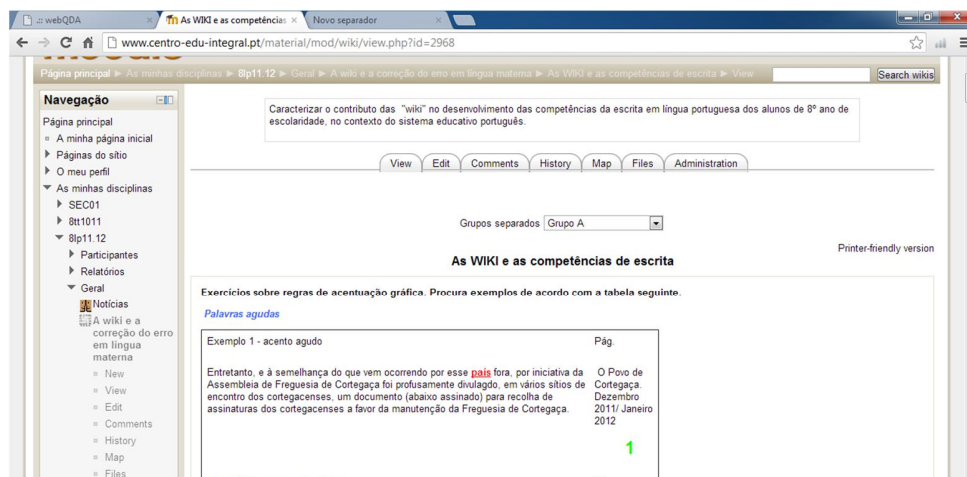 .:: webQDA
As WIKI e as competências
Novo separador
www.centro-edu-integral.pt/material/mod/wiki/view.php?id=2968
Página principal ► As minhas disciplinas ► 8lp11.12 ► Geral ► A wiki e a correção do erro em língua materna ► As WIKI e as competências de escrita ► View
Search wikis
Navegação
Página principal
A minha página inicial
Páginas do sítio
O meu perfil
As minhas disciplinas
SEC01
8tt1011
8lp11.12
Participantes
Relatórios
Geral
Notícias
A wiki e a
correção do erro
em língua
materna
New
View
Edit
Comments
History
Map
Files
Caracterizar o contributo das "wiki" no desenvolvimento das competências da escrita em língua portuguesa dos alunos de 8º ano de
escolaridade, no contexto do sistema educativo português.
View Edit Comments History Map Files Administration
Grupos separados Grupo A
Printer-friendly version
As WIKI e as competências de escrita
Exercícios sobre regras de acentuação gráfica. Procura exemplos de acordo com a tabela seguinte.
Palavras agudas
Exemplo 1 - acento agudo
Pág.
Entretanto, e à semelhança do que vem ocorrendo por esse país fora, por iniciativa da
Assembleia de Freguesia de Cortegaça foi profusamente divulagdo, em vários sítios de
encontro dos cortegacenses, um documento (abaixo assinado) para recolha de
assinaturas dos cortegacenses a favor da manutenção da Freguesia de Cortegaça.
O Povo de
Cortegaça.
Dezembro
2011/ Janeiro
2012
1